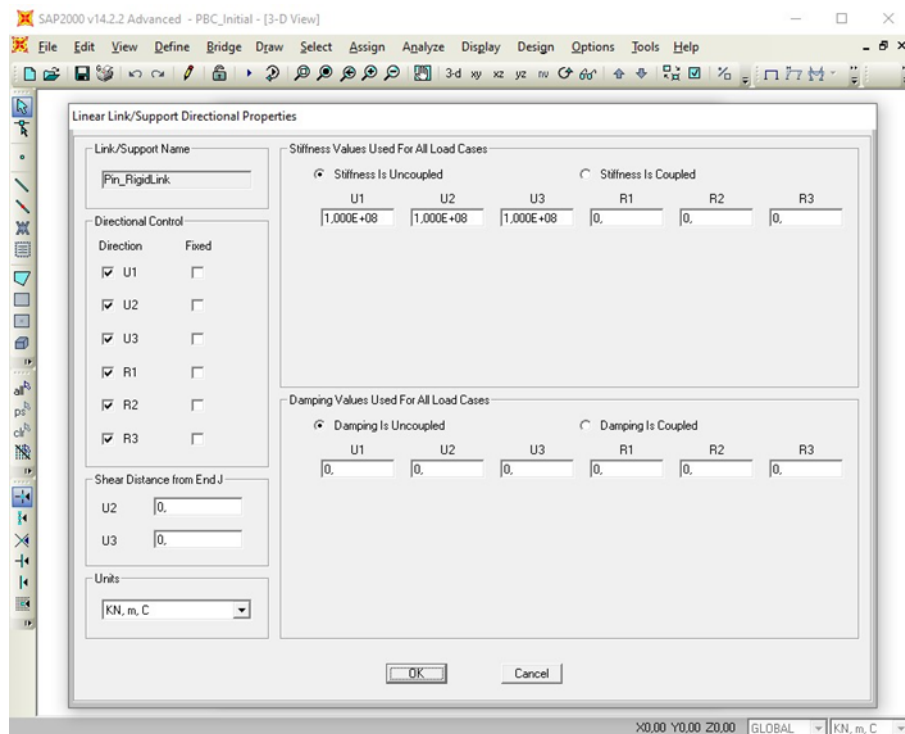 SAP2000 v14.2.2 Advanced - PBC_Initial - [3-D View]
File Edit View Define Bridge Draw Select Assign Analyze Display Design Options Tools Help
3-d xy xz yz nv
Linear Link/Support Directional Properties
Link/Support Name
Pin_RigidLink
Directional Control
Direction Fixed
U1
U2
U3
R1
R2
R3
Shear Distance from End J
U2 0,
U3 0,
Units
KN, m, C
Stiffness Values Used For All Load Cases
Stiffness Is Uncoupled Stiffness Is Coupled
U1 U2 U3 R1 R2 R3
1,000E+08 1,000E+08 1,000E+08 0, 0, 0,
Damping Values Used For All Load Cases
Damping Is Uncoupled Damping Is Coupled
U1 U2 U3 R1 R2 R3
0, 0, 0, 0, 0, 0,
OK Cancel
all
ps
clr
X0,00 Y0,00 Z0,00 GLOBAL KN, m, C